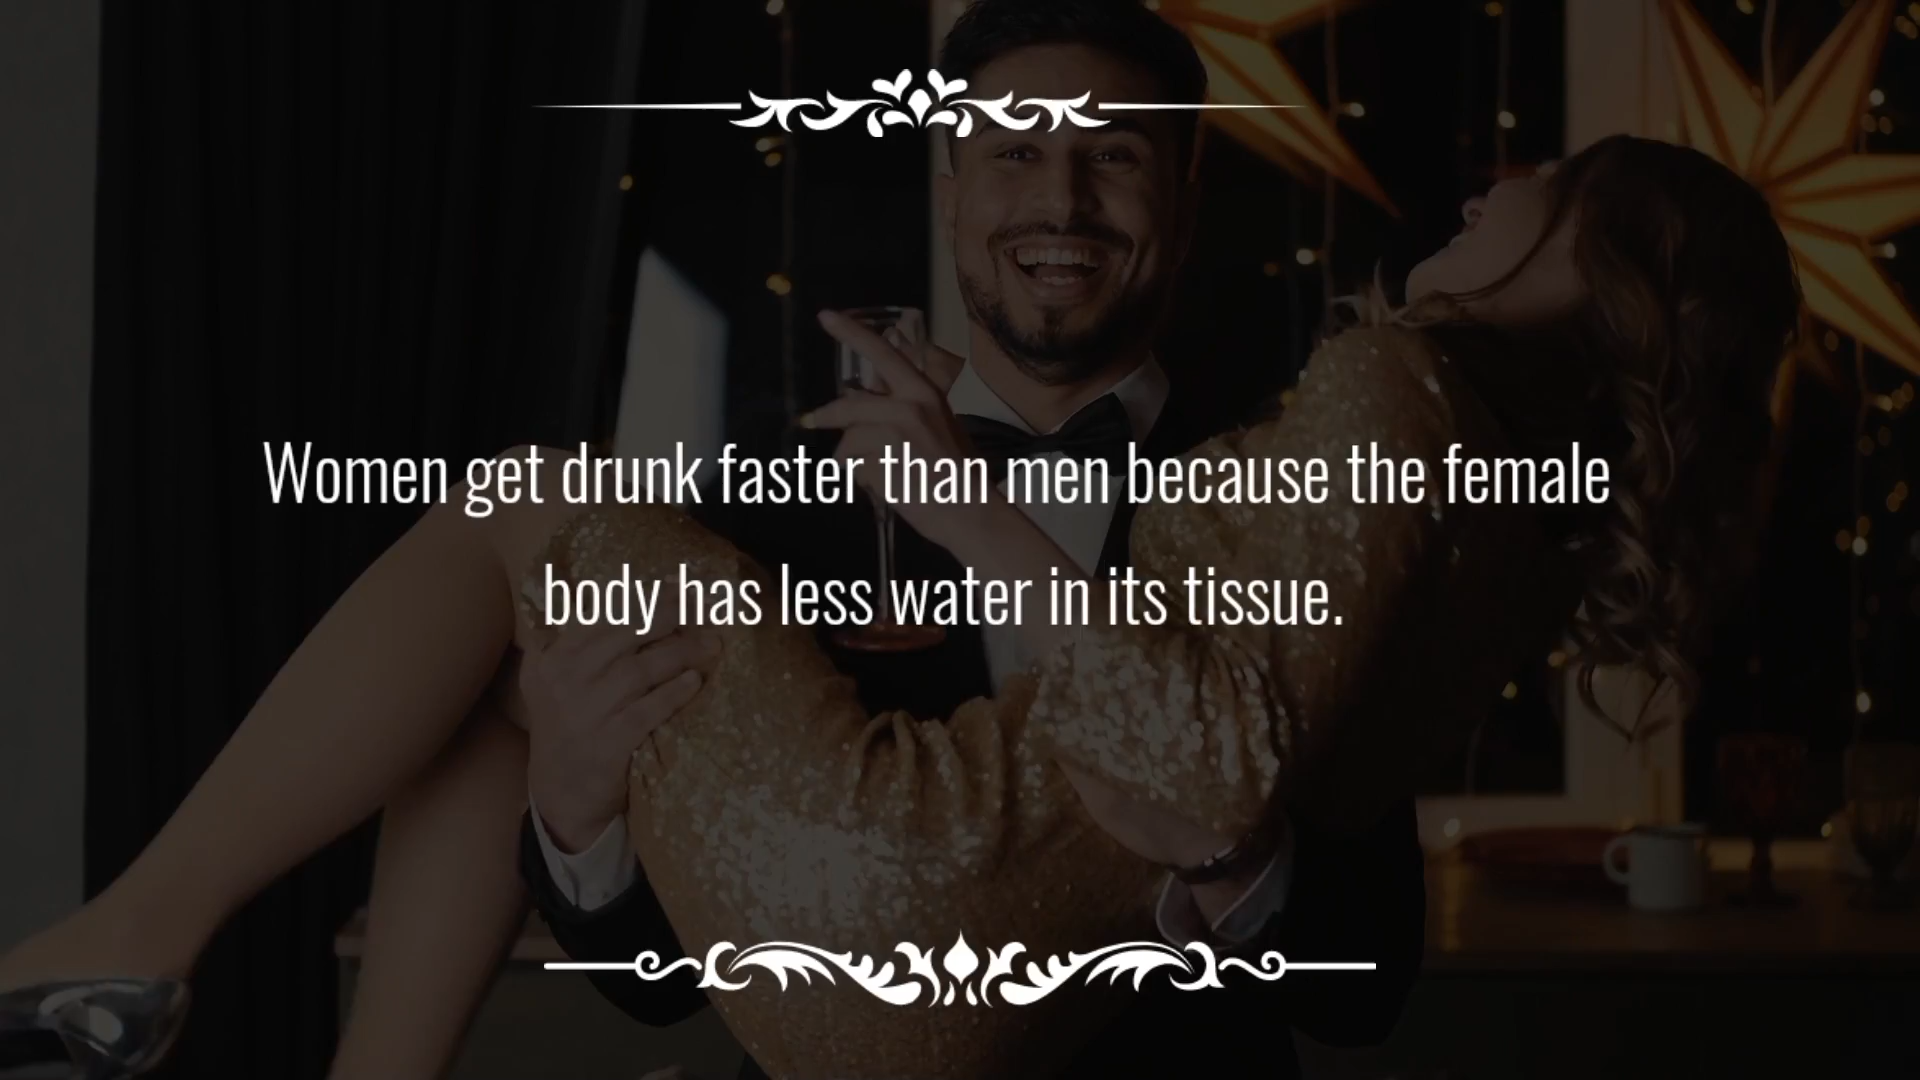 Women get drunk faster than men because the female
body has less water in its tissue.